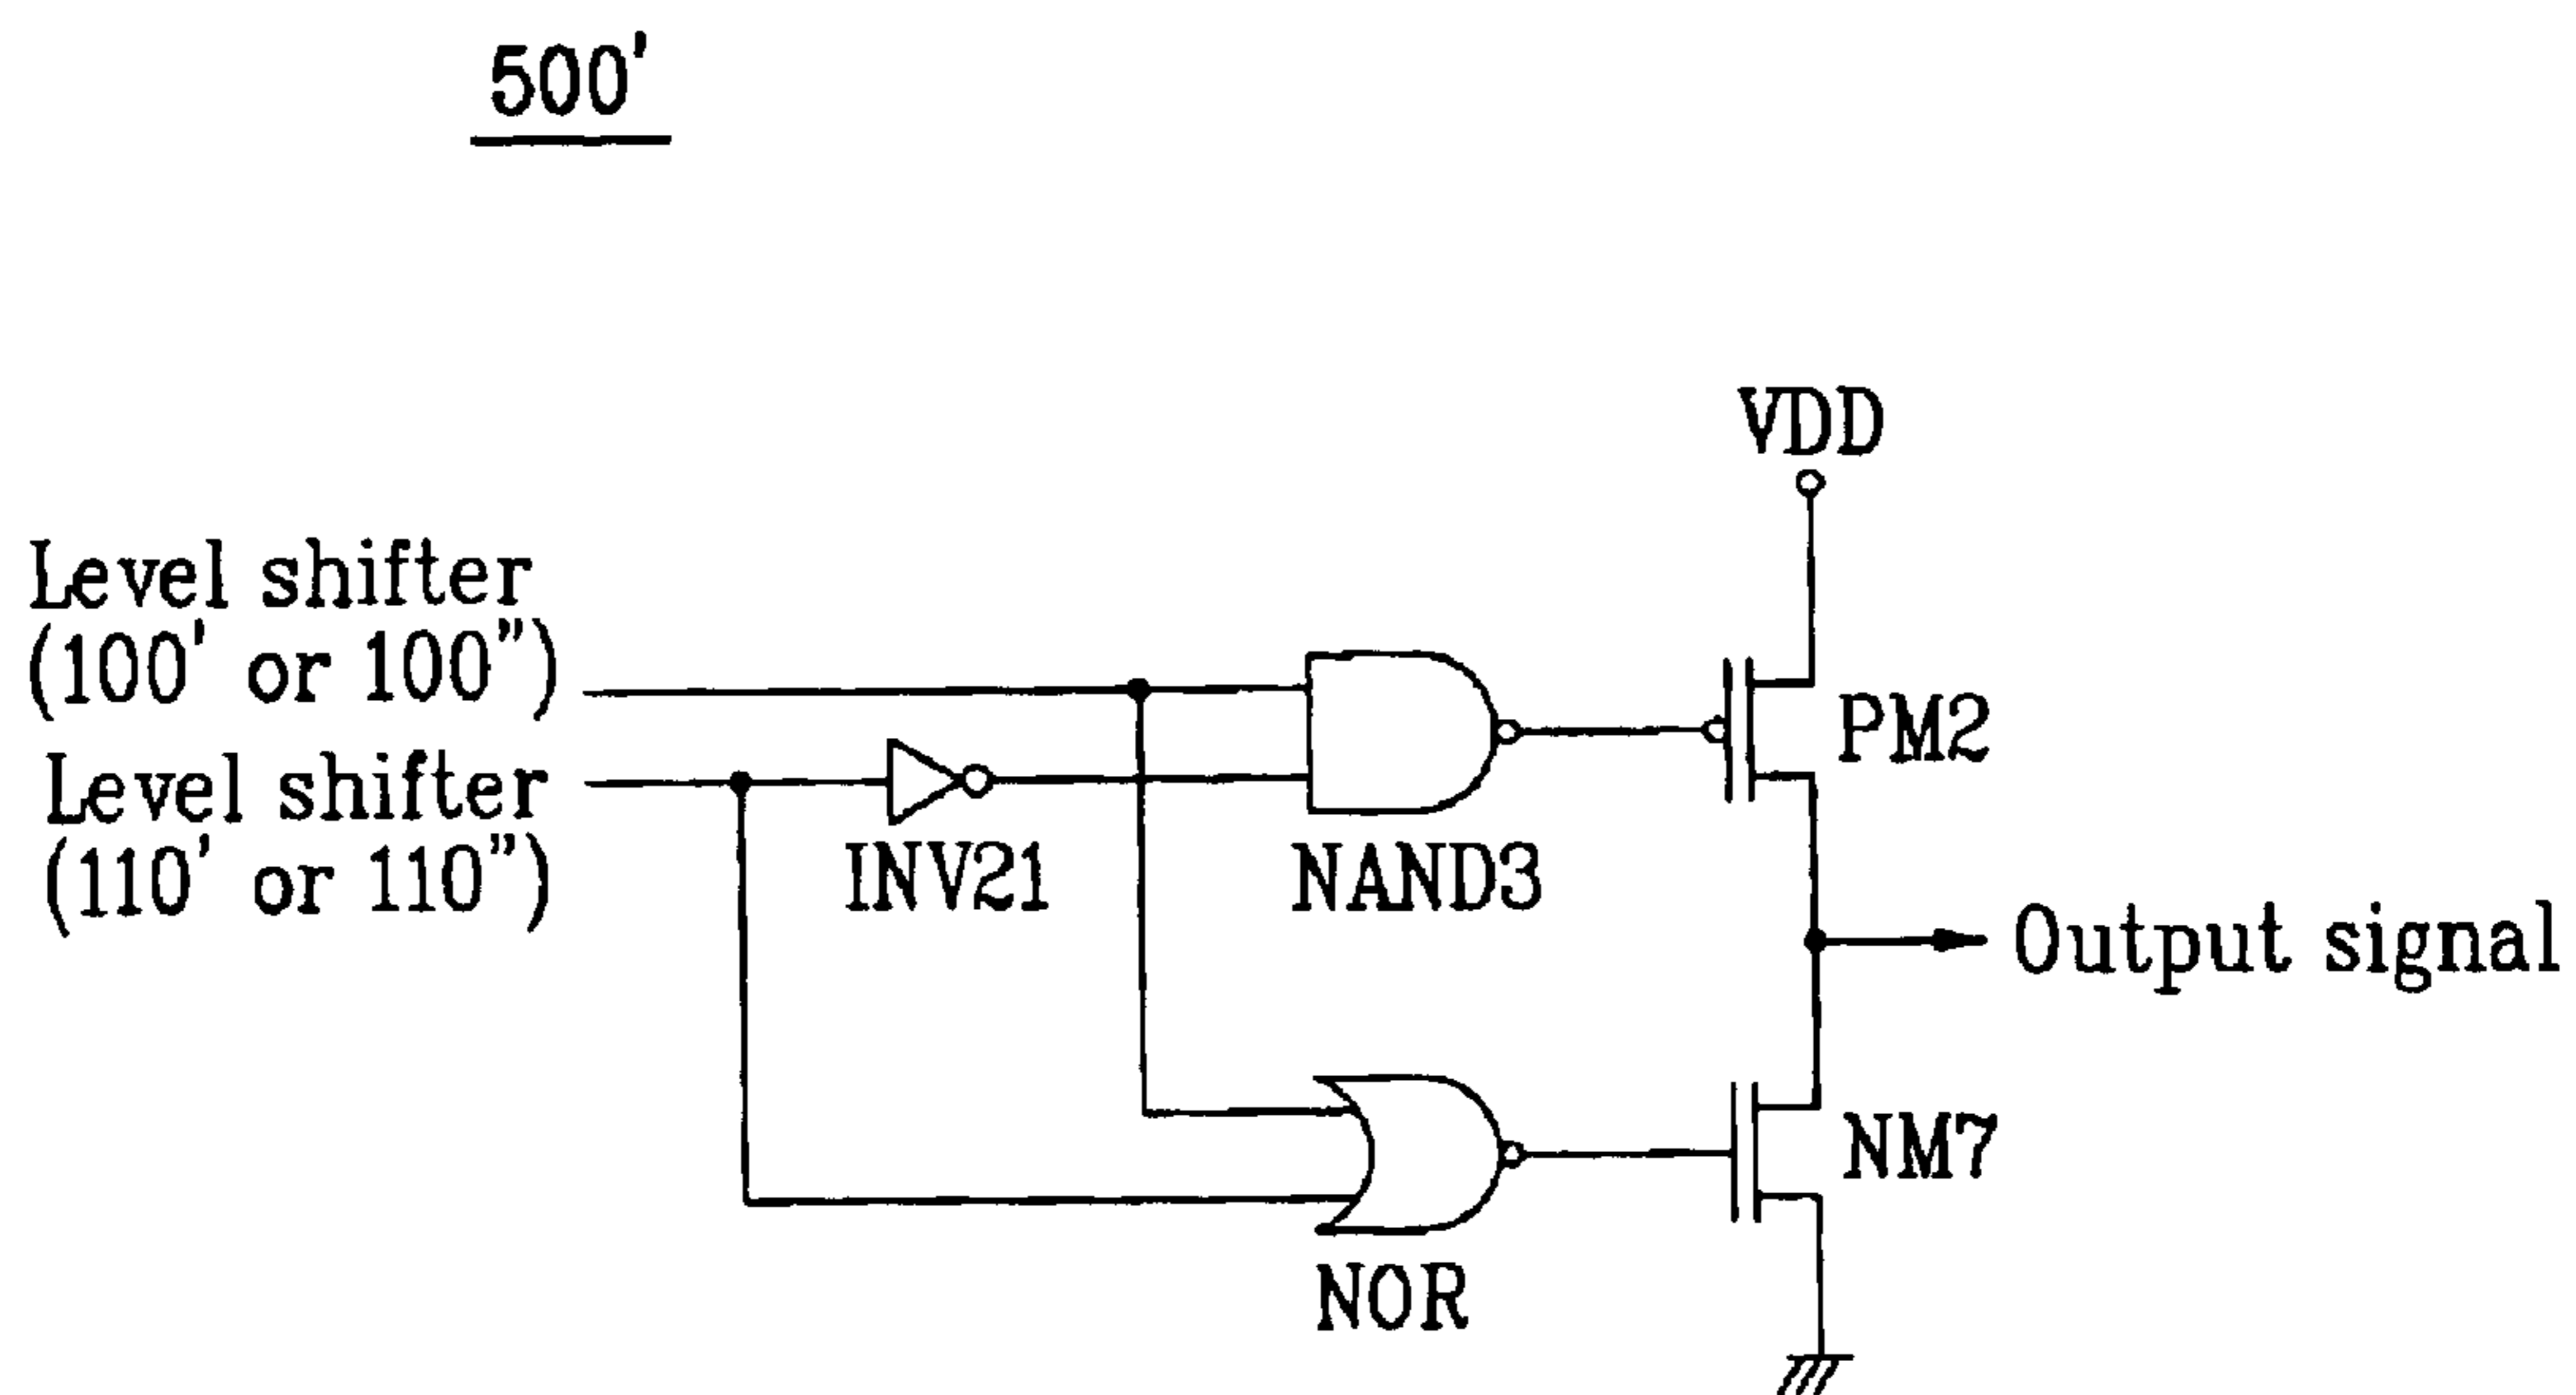 500'
VDD
Level shifter
(100' or 100")
PM2
Level shifter
(110' or 110")
INV21
NAND3
Output signal
NM7
NOR